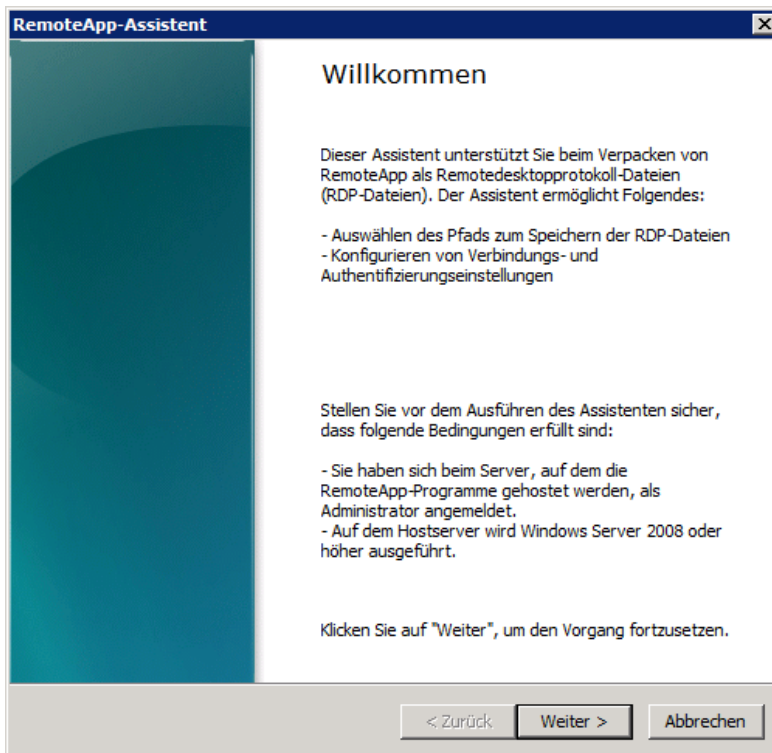 RemoteApp-Assistent
Willkommen
Dieser Assistent unterstützt Sie beim Verpacken von
RemoteApp als Remotedesktopprotokoll-Dateien
(RDP-Dateien). Der Assistent ermöglicht Folgendes:
- Auswählen des Pfads zum Speichern der RDP-Dateien
- Konfigurieren von Verbindungs- und
Authentifizierungseinstellungen
Stellen Sie vor dem Ausführen des Assistenten sicher,
dass folgende Bedingungen erfüllt sind:
- Sie haben sich beim Server, auf dem die
RemoteApp-Programme gehostet werden, als
Administrator angemeldet.
- Auf dem Hostserver wird Windows Server 2008 oder
höher ausgeführt.
Klicken Sie auf "Weiter", um den Vorgang fortzusetzen.
< Zurück Weiter > Abbrechen